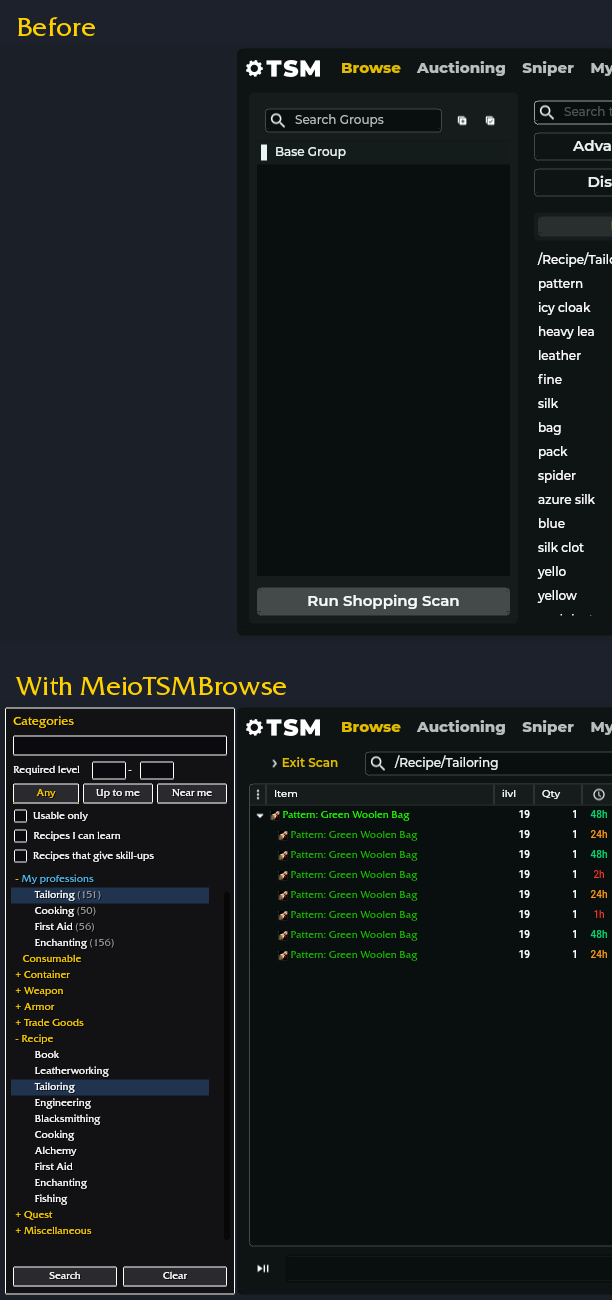 Before
TSM Browse Auctioning Sniper My
Search Groups
Search t
Base Group
Adva
Dis
/Recipe/Tailo
pattern
icy cloak
heavy lea
leather
fine
silk
bag
pack
spider
azure silk
blue
silk clot
yello
yellow
Run Shopping Scan
With MeioTSMBrowse
Categories
Required level -
Any Up to me Near me
Usable only
Recipes I can learn
Recipes that give skill-ups
- My professions
Tailoring (151)
Cooking (50)
First Aid (56)
Enchanting (156)
Consumable
+ Container
+ Weapon
+ Armor
+ Trade Goods
- Recipe
Book
Leatherworking
Tailoring
Engineering
Blacksmithing
Cooking
Alchemy
First Aid
Enchanting
Fishing
+ Quest
+ Miscellaneous
Search Clear
TSM Browse Auctioning Sniper My
Exit Scan /Recipe/Tailoring
Item ilvl Qty
Pattern: Green Woolen Bag 19 1 48h
Pattern: Green Woolen Bag 19 1 24h
Pattern: Green Woolen Bag 19 1 48h
Pattern: Green Woolen Bag 19 1 2h
Pattern: Green Woolen Bag 19 1 24h
Pattern: Green Woolen Bag 19 1 1h
Pattern: Green Woolen Bag 19 1 48h
Pattern: Green Woolen Bag 19 1 24h